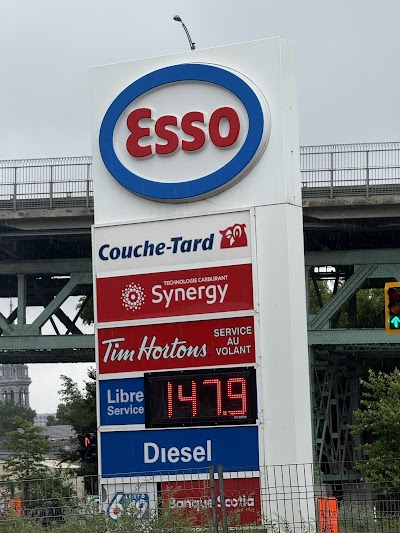 Esso
Couche-Tard
TECHNOLOGIE CARBURANT
Synergy
Tim Hortons
SERVICE
AU
VOLANT
Libre
Service
147.9
Diesel
Banque Scotia